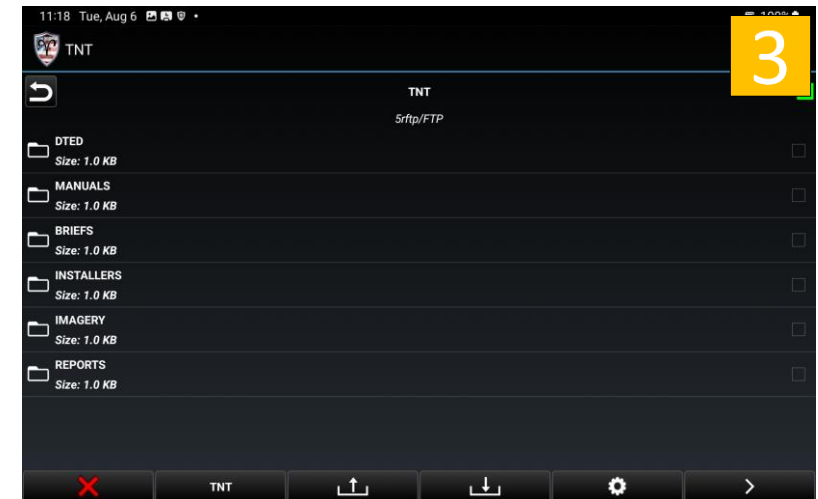 11:18 Tue, Aug 6
3
TNT
TNT
5rftp/FTP
DTED
Size: 1.0 KB
MANUALS
Size: 1.0 KB
BRIEFS
Size: 1.0 KB
INSTALLERS
Size: 1.0 KB
IMAGERY
Size: 1.0 KB
REPORTS
Size: 1.0 KB
TNT